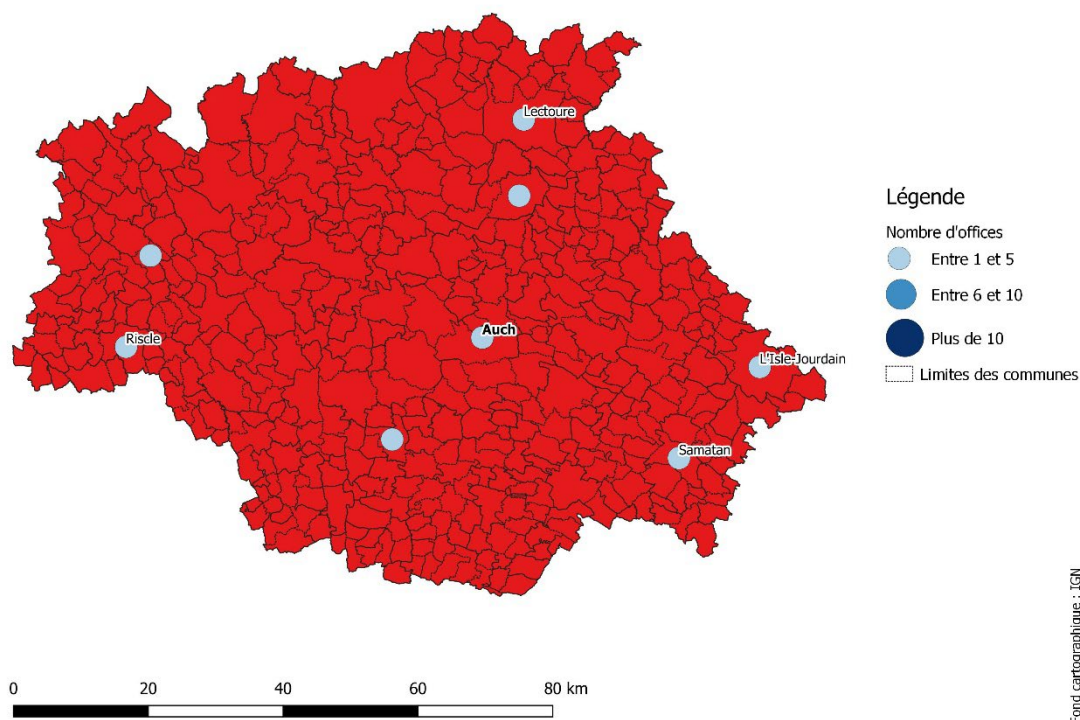 Lectoure
Auch
Riscle
L'Isle-Jourdain
Samatan
Légende
Nombre d'offices
Entre 1 et 5
Entre 6 et 10
Plus de 10
Limites des communes
0 20 40 60 80 km
Fond cartographique : IGN